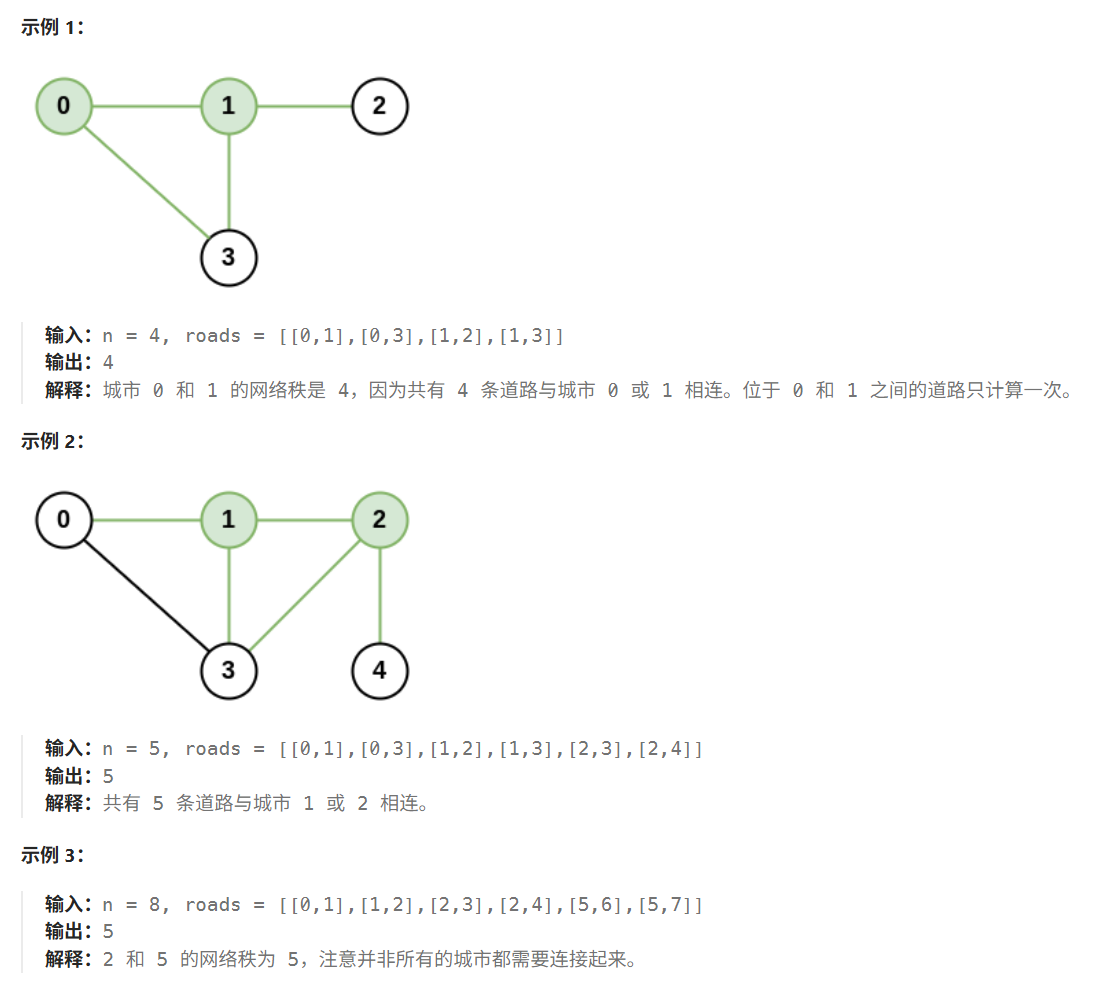 示例 1：
0 1 2
3
输入：n = 4, roads = [[0,1],[0,3],[1,2],[1,3]]
输出：4
解释：城市 0 和 1 的网络秩是 4，因为共有 4 条道路与城市 0 或 1 相连。位于 0 和 1 之间的道路只计算一次。
示例 2：
0 1 2
3 4
输入：n = 5, roads = [[0,1],[0,3],[1,2],[1,3],[2,3],[2,4]]
输出：5
解释：共有 5 条道路与城市 1 或 2 相连。
示例 3：
输入：n = 8, roads = [[0,1],[1,2],[2,3],[2,4],[5,6],[5,7]]
输出：5
解释：2 和 5 的网络秩为 5，注意并非所有的城市都需要连接起来。